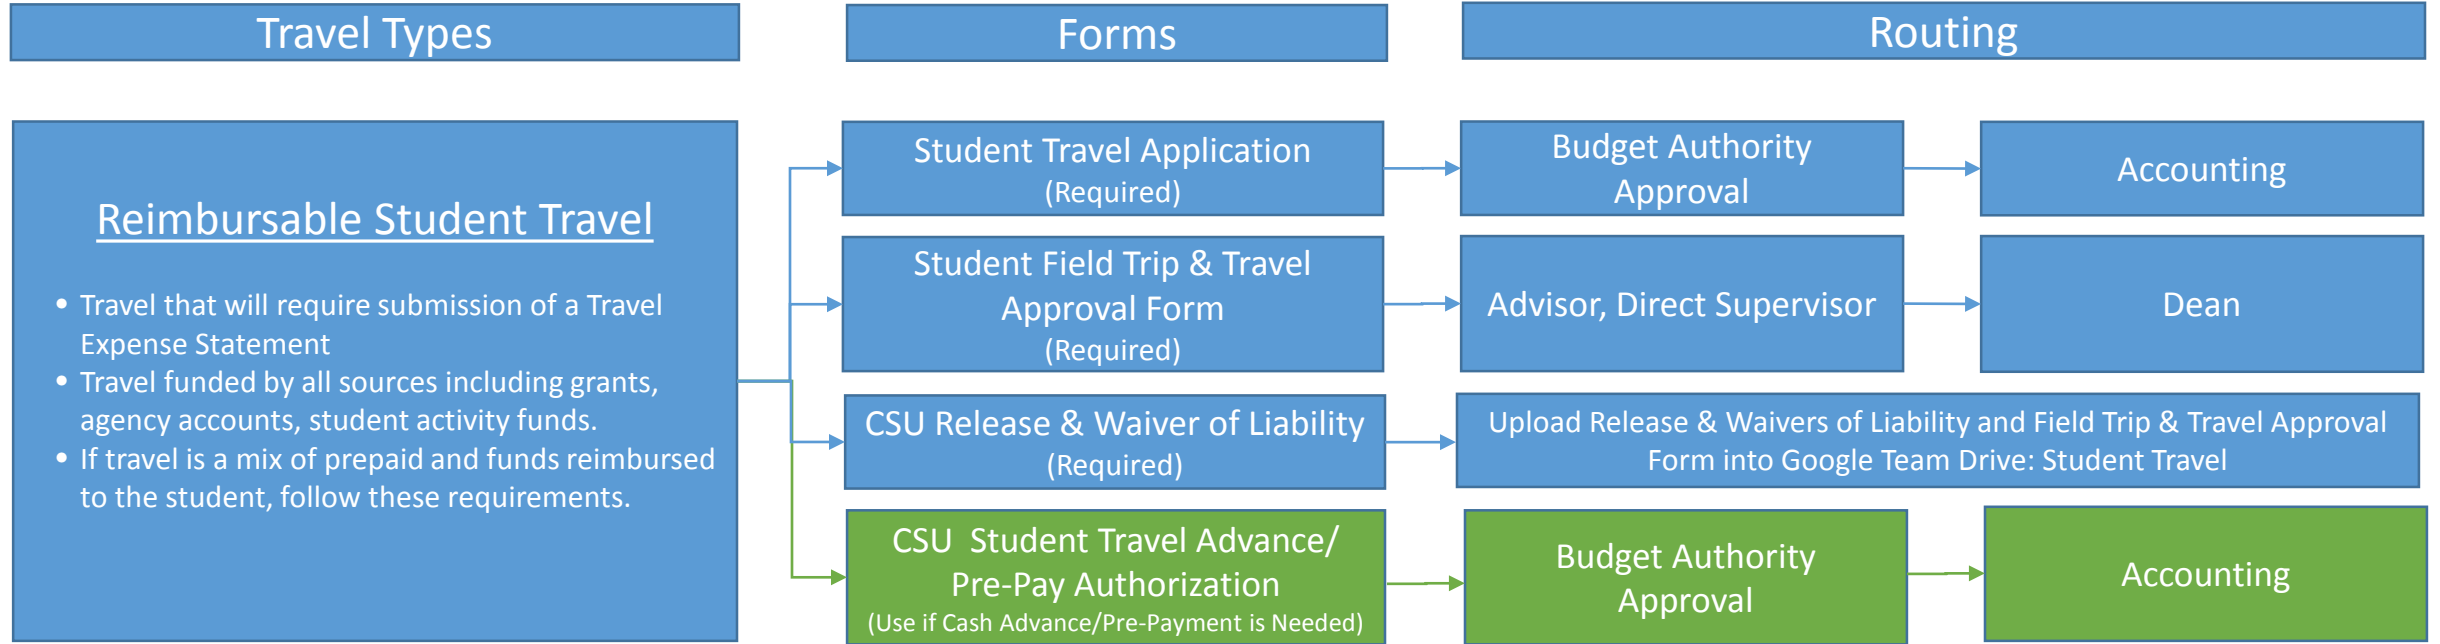 Travel Types
Forms
Routing
Reimbursable Student Travel
• Travel that will require submission of a Travel
Expense Statement
• Travel funded by all sources including grants,
agency accounts, student activity funds.
• If travel is a mix of prepaid and funds reimbursed
to the student, follow these requirements.
Student Travel Application
(Required)
Budget Authority
Approval
Accounting
Student Field Trip & Travel
Approval Form
(Required)
Advisor, Direct Supervisor
Dean
CSU Release & Waiver of Liability
(Required)
Upload Release & Waivers of Liability and Field Trip & Travel Approval
Form into Google Team Drive: Student Travel
CSU Student Travel Advance/
Pre-Pay Authorization
(Use if Cash Advance/Pre-Payment is Needed)
Budget Authority
Approval
Accounting